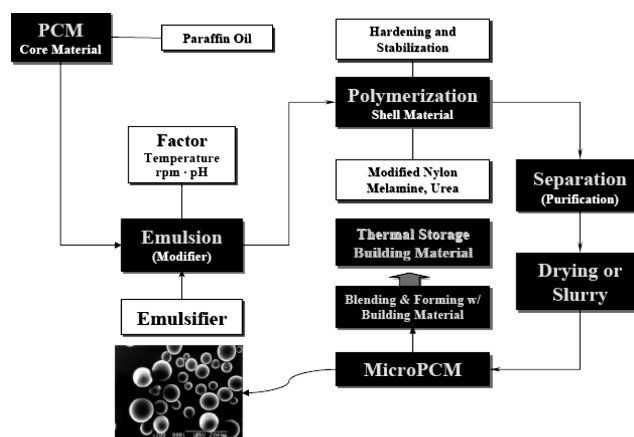 PCM
Core Material
Paraffin Oil
Hardening and
Stabilization
Polymerization
Shell Material
Factor
Temperature
rpm · pH
Modified Nylon
Melamine, Urea
Separation
(Purification)
Emulsion
(Modifier)
Thermal Storage
Building Material
Drying or
Slurry
Emulsifier
Blending & Forming w/
Building Material
MicroPCM